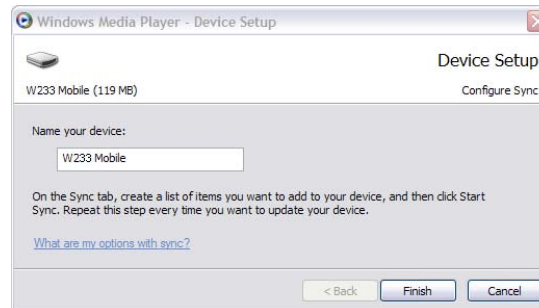 Windows Media Player - Device Setup
Device Setup
W233 Mobile (119 MB)
Configure Sync
Name your device:
W233 Mobile
On the Sync tab, create a list of items you want to add to your device, and then click Start
Sync. Repeat this step every time you want to update your device.
What are my options with sync?
< Back
Finish
Cancel